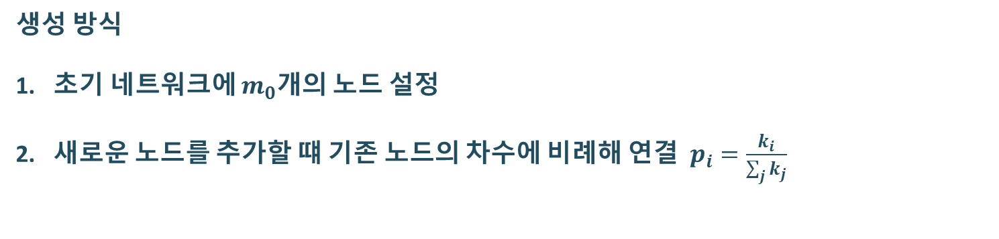 생성 방식
1. 초기 네트워크에 m₀개의 노드 설정
2. 새로운 노드를 추가할 떄 기존 노드의 차수에 비례해 연결 pᵢ = kᵢ / ∑ⱼ kⱼ